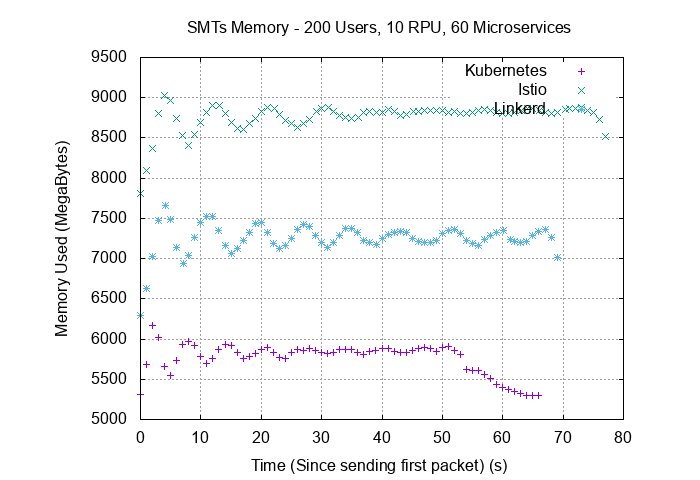 SMTs Memory - 200 Users, 10 RPU, 60 Microservices
9500
9000
8500
8000
7500
7000
6500
6000
5500
5000
Memory Used (MegaBytes)
Kubernetes
Istio
Linkerd
0 10 20 30 40 50 60 70 80
Time (Since sending first packet) (s)